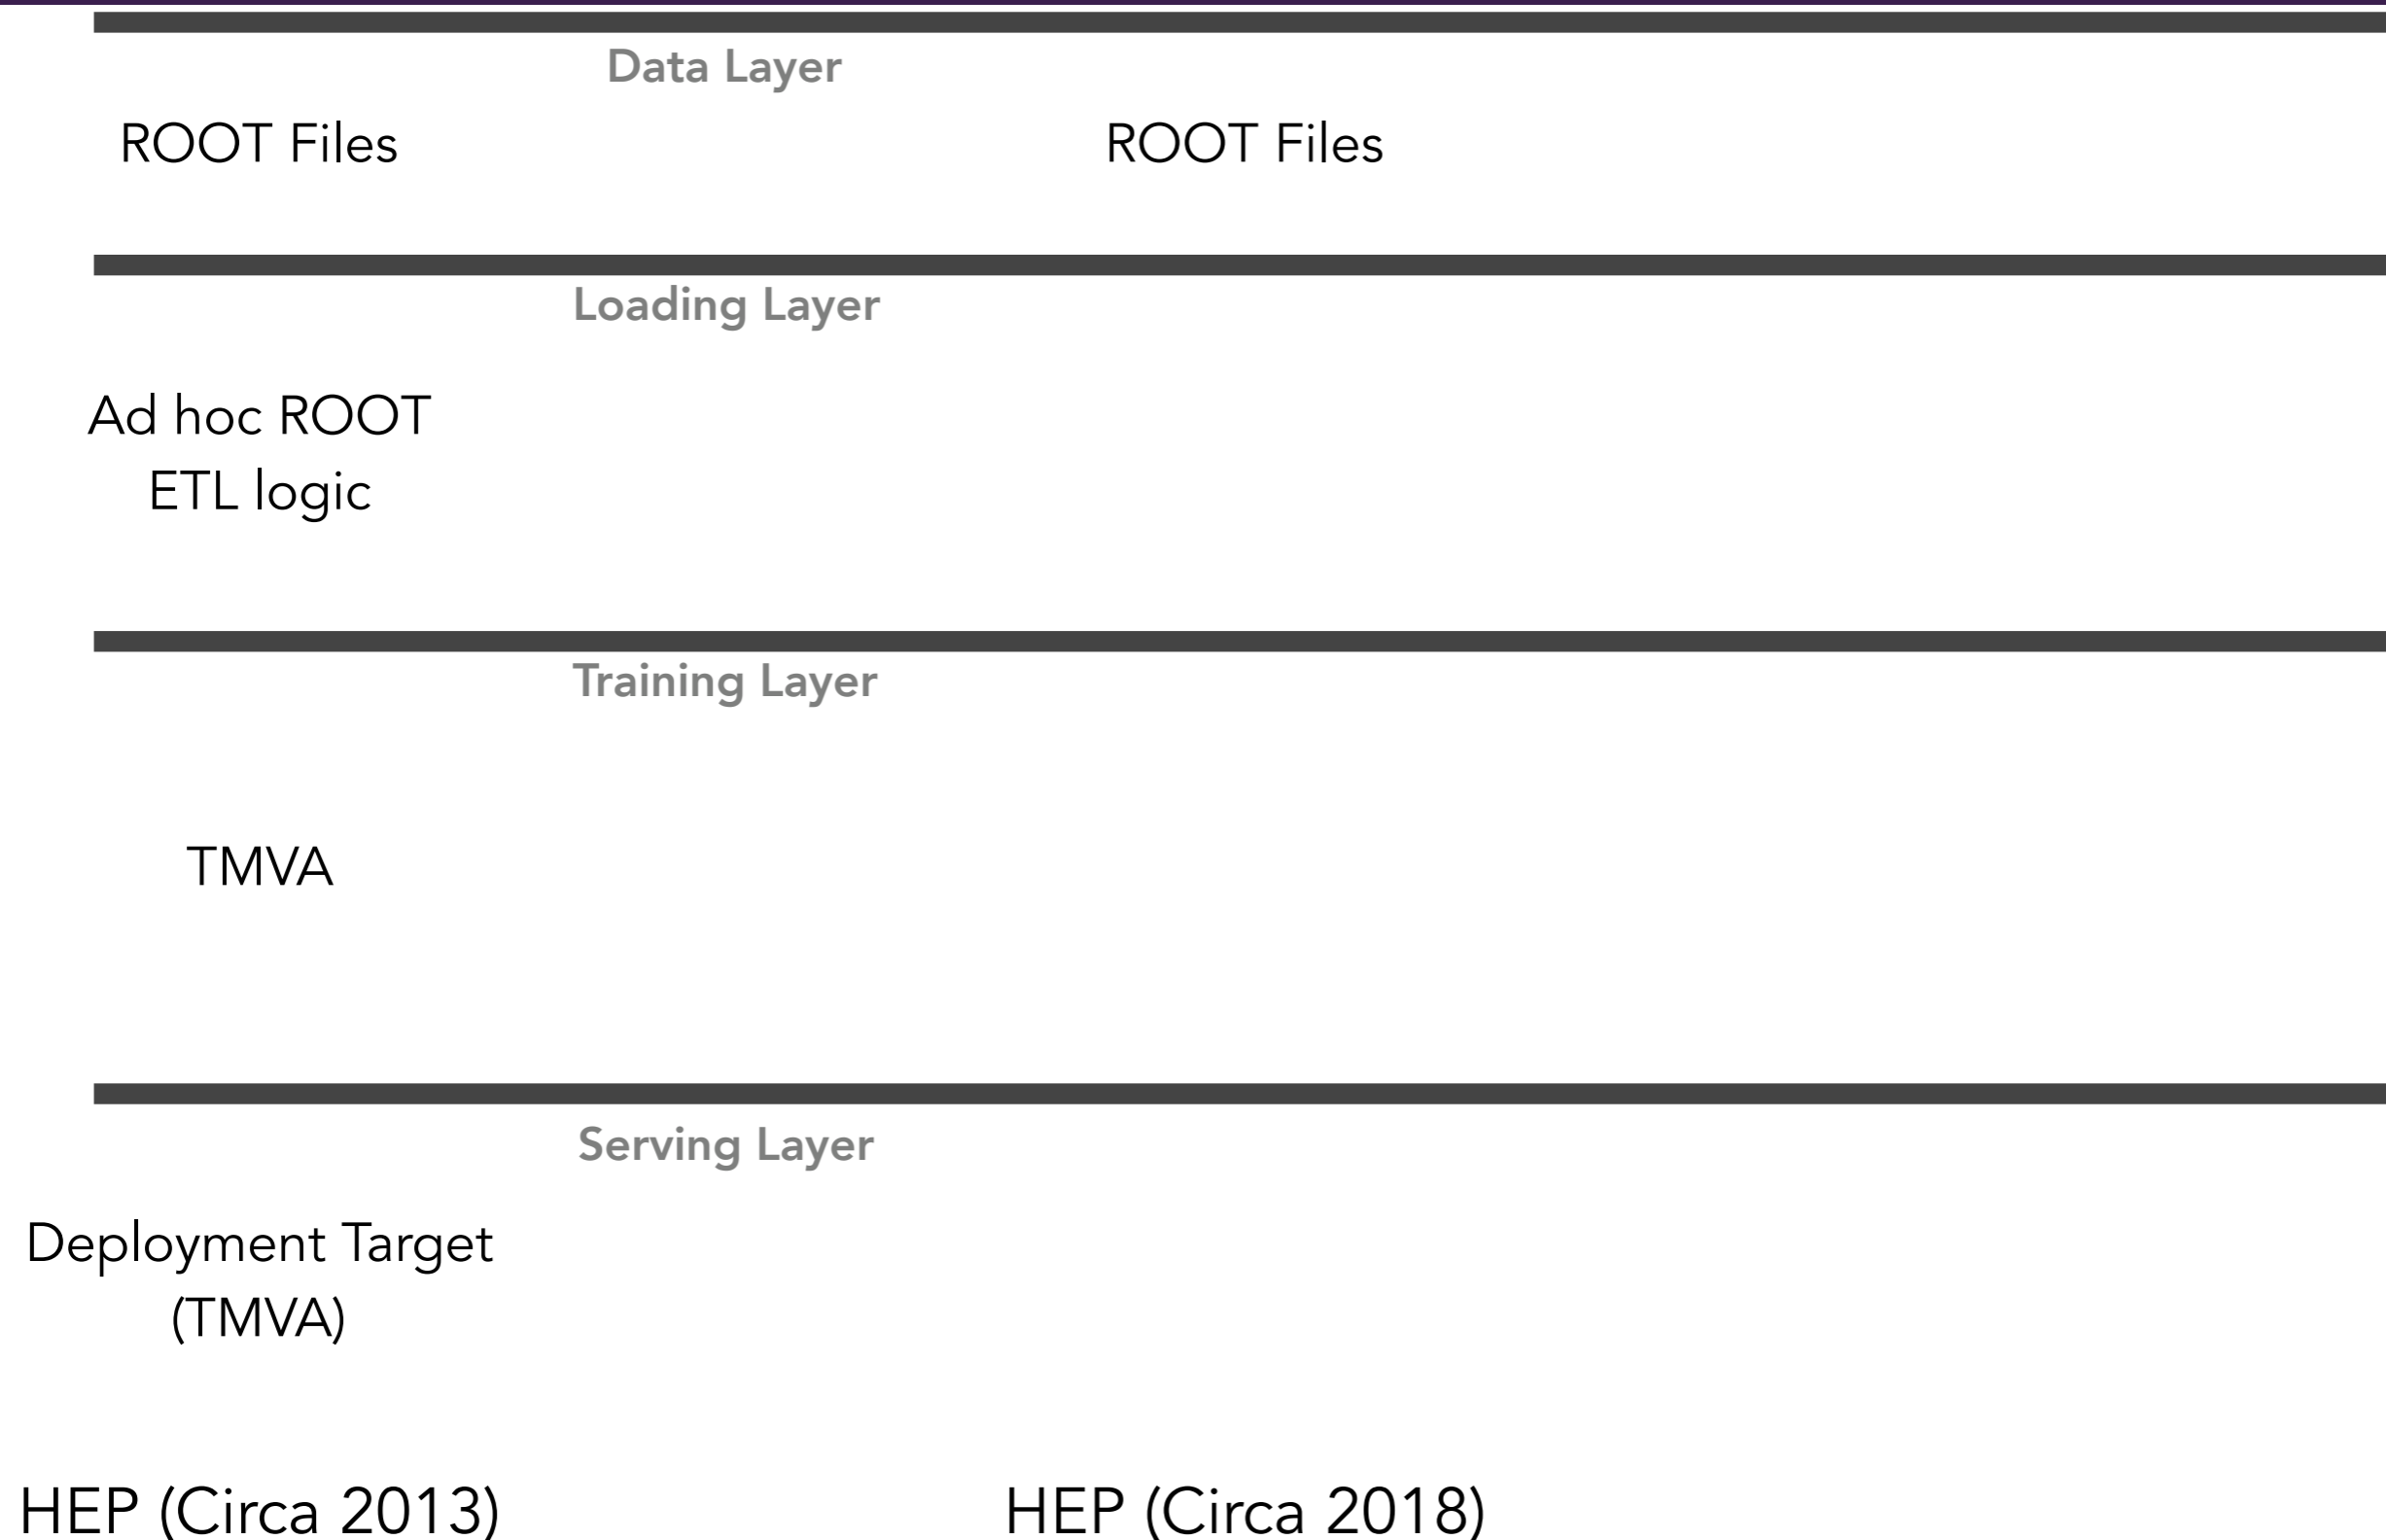 Data Layer
ROOT Files
ROOT Files
Loading Layer
Ad hoc ROOT
ETL logic
Training Layer
TMVA
Serving Layer
Deployment Target
(TMVA)
HEP (Circa 2013)
HEP (Circa 2018)